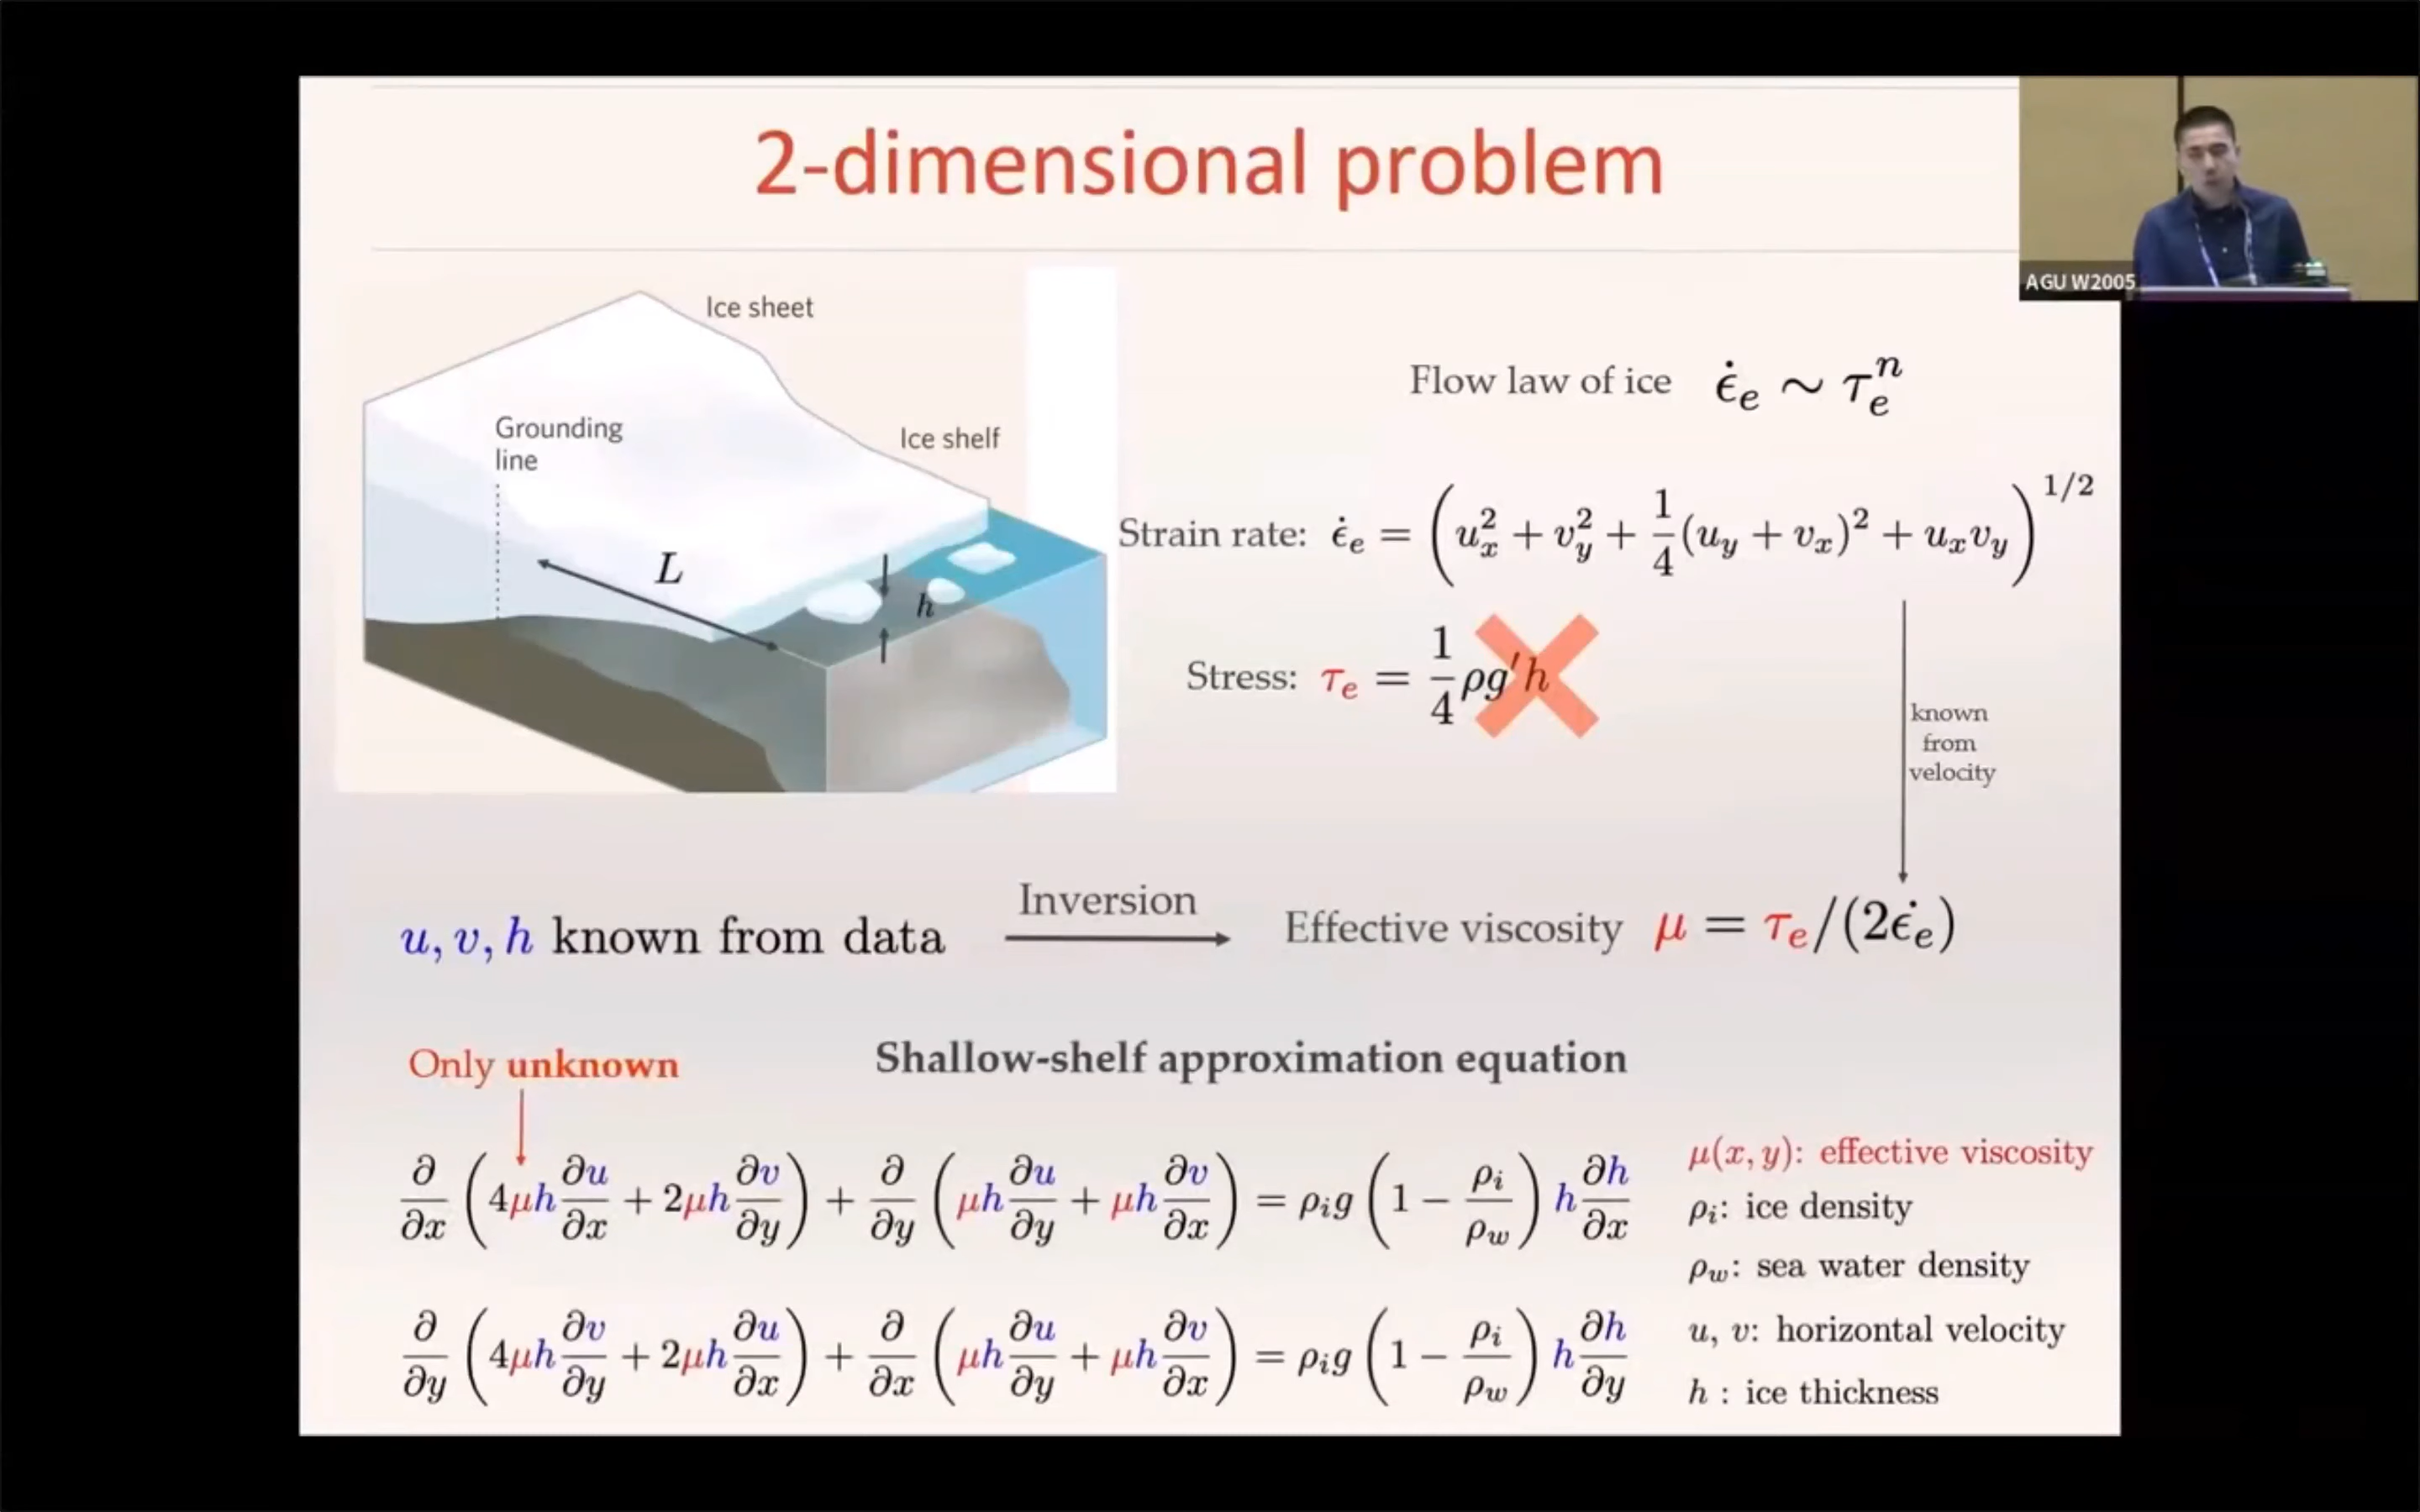 2-dimensional problem
AGU W2005
Ice sheet
Grounding
line
Ice shelf
L
h
Flow law of ice ϵ̇ₑ ∼ τₑⁿ
Strain rate: ϵ̇ₑ = (uₓ² + v_y² + 1/4 (u_y + vₓ)² + uₓv_y)^{1/2}
Stress: τₑ = 1/4 ρg′h
known
from
velocity
u, v, h known from data
Inversion
Effective viscosity μ = τₑ/(2ϵ̇ₑ)
Only unknown
Shallow-shelf approximation equation
∂/∂x (4μh ∂u/∂x + 2μh ∂v/∂y) + ∂/∂y (μh ∂u/∂y + μh ∂v/∂x) = ρᵢg (1 − ρᵢ/ρ_w) h ∂h/∂x
∂/∂y (4μh ∂v/∂y + 2μh ∂u/∂x) + ∂/∂x (μh ∂u/∂y + μh ∂v/∂x) = ρᵢg (1 − ρᵢ/ρ_w) h ∂h/∂y
μ(x, y): effective viscosity
ρᵢ: ice density
ρ_w: sea water density
u, v: horizontal velocity
h : ice thickness